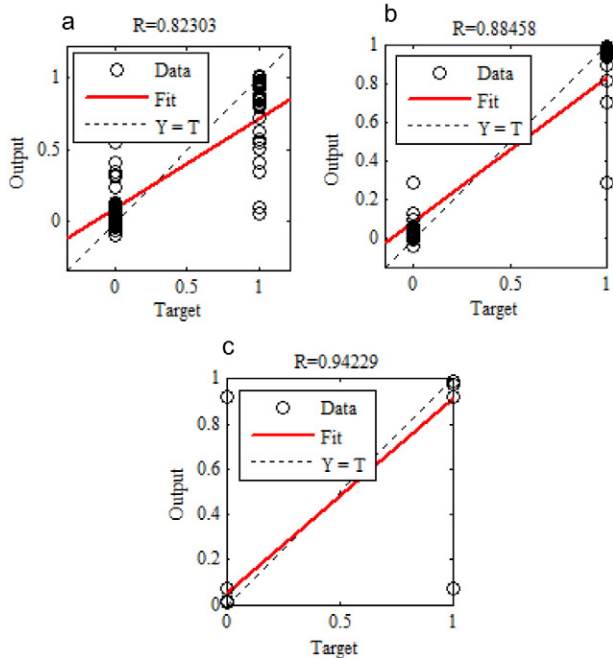 a
R=0.82303
Data
Fit
Y = T
1
0.5
0
Output
0
0.5
1
Target
b
R=0.88458
Data
Fit
Y = T
1
0.8
0.6
0.4
0.2
0
Output
0
0.5
1
Target
c
R=0.94229
Data
Fit
Y = T
1
0.8
0.6
0.4
0.2
0
Output
0
0.5
1
Target